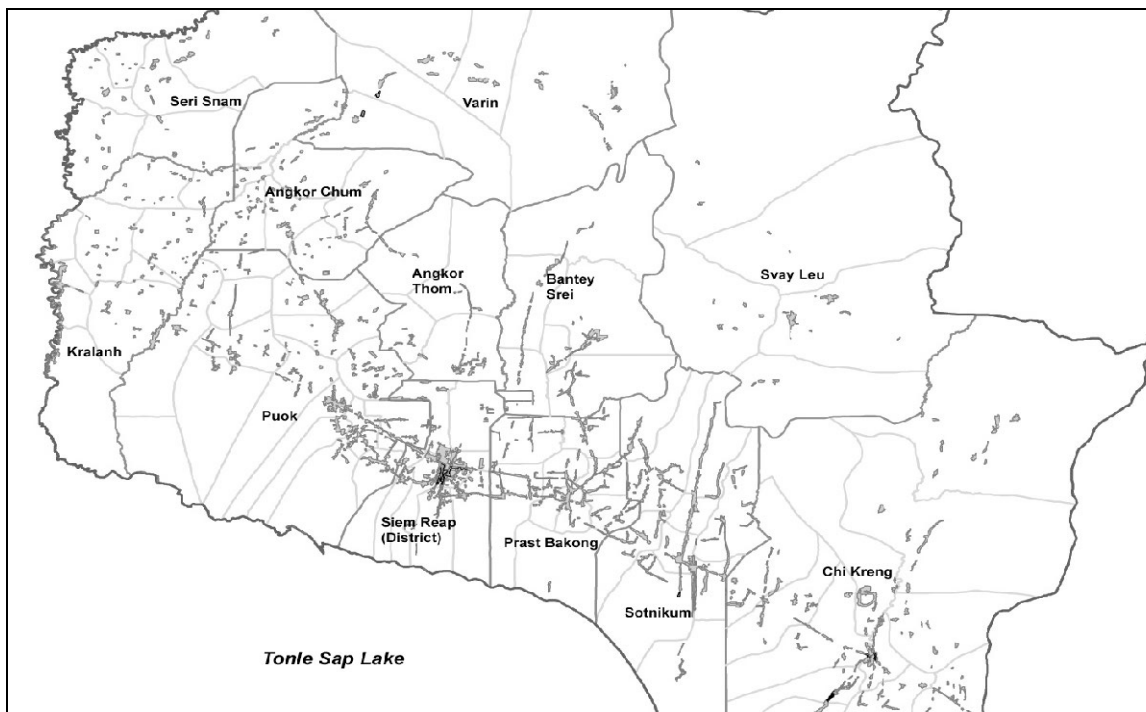 Seri Snam
Varin
Angkor Chum
Angkor
Thom
Bantey
Srei
Svay Leu
Kralanh
Puok
Siem Reap
(District)
Prast Bakong
Chi Kreng
Sotnikum
Tonle Sap Lake